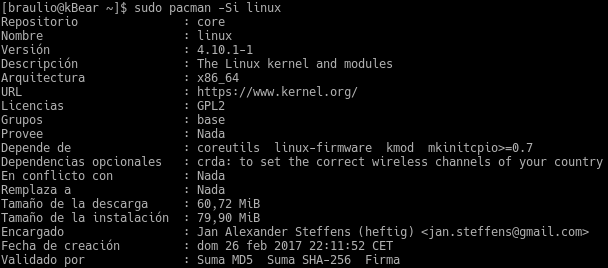 [braulio@kBear ~]$ sudo pacman -Si linux
Repositorio : core
Nombre : linux
Versión : 4.10.1-1
Descripción : The Linux kernel and modules
Arquitectura : x86_64
URL : https://www.kernel.org/
Licencias : GPL2
Grupos : base
Provee : Nada
Depende de : coreutils linux-firmware kmod mkinitcpio>=0.7
Dependencias opcionales : crda: to set the correct wireless channels of your country
En conflicto con : Nada
Remplaza a : Nada
Tamaño de la descarga : 60,72 MiB
Tamaño de la instalación : 79,90 MiB
Encargado : Jan Alexander Steffens (heftig) <jan.steffens@gmail.com>
Fecha de creación : dom 26 feb 2017 22:11:52 CET
Validado por : Suma MD5 Suma SHA-256 Firma